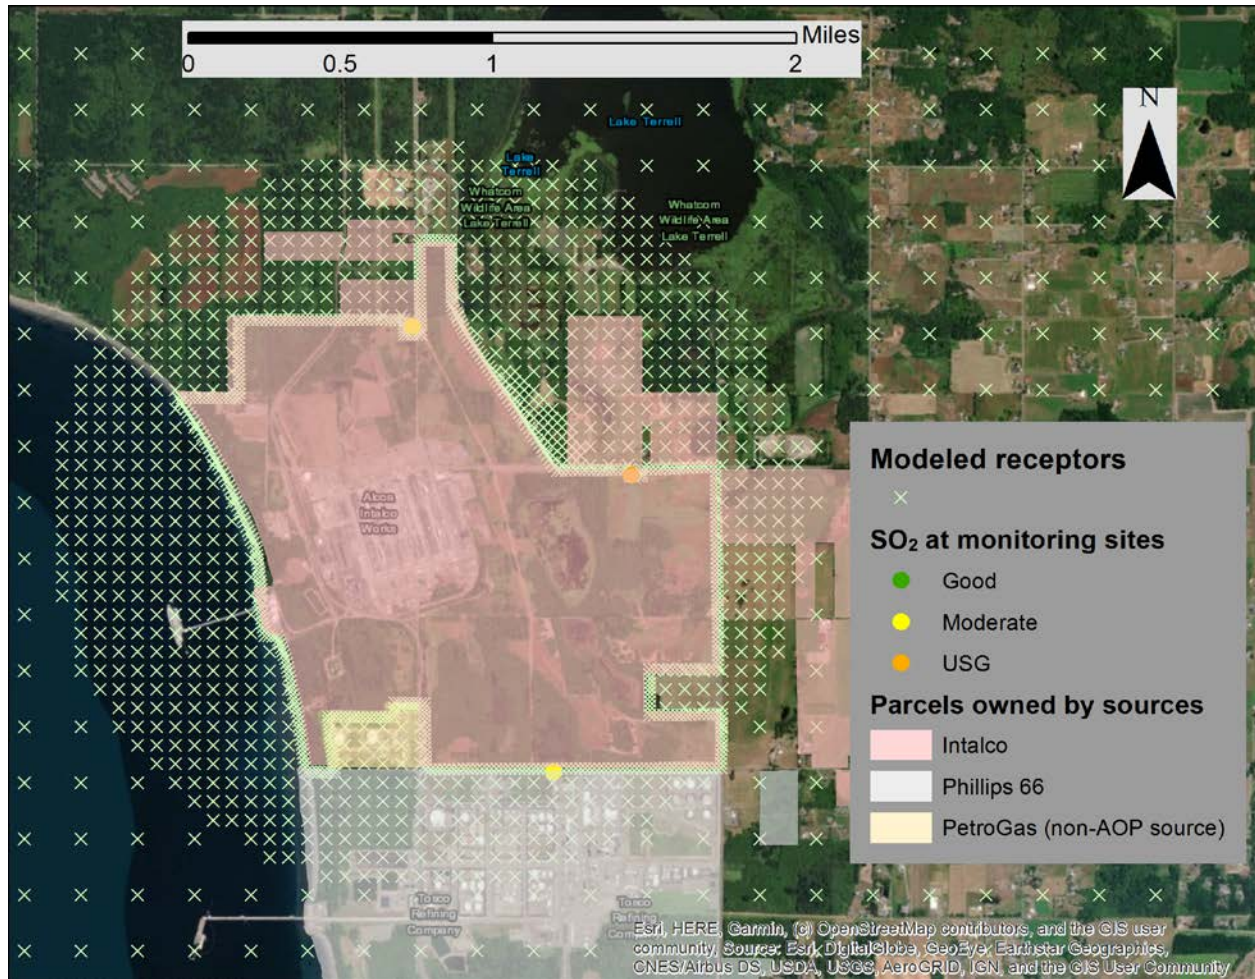 Miles
0 0.5 1 2
N
Lake Terrell
Lake
Terrell
Whatcom
Wildlife Area
Lake Terrell
Whatcom
Wildlife Area
Lake Terrell
Alcoa
Intalco
Works
Modeled receptors
SO₂ at monitoring sites
Good
Moderate
USG
Parcels owned by sources
Intalco
Phillips 66
PetroGas (non-AOP source)
Tosco
Refining
Company
Tosco
Refining
Esri, HERE, Garmin, (c) OpenStreetMap contributors, and the GIS user
community, Source: Esri, DigitalGlobe, GeoEye, Earthstar Geographics,
CNES/Airbus DS, USDA, USGS, AeroGRID, IGN, and the GIS User Community